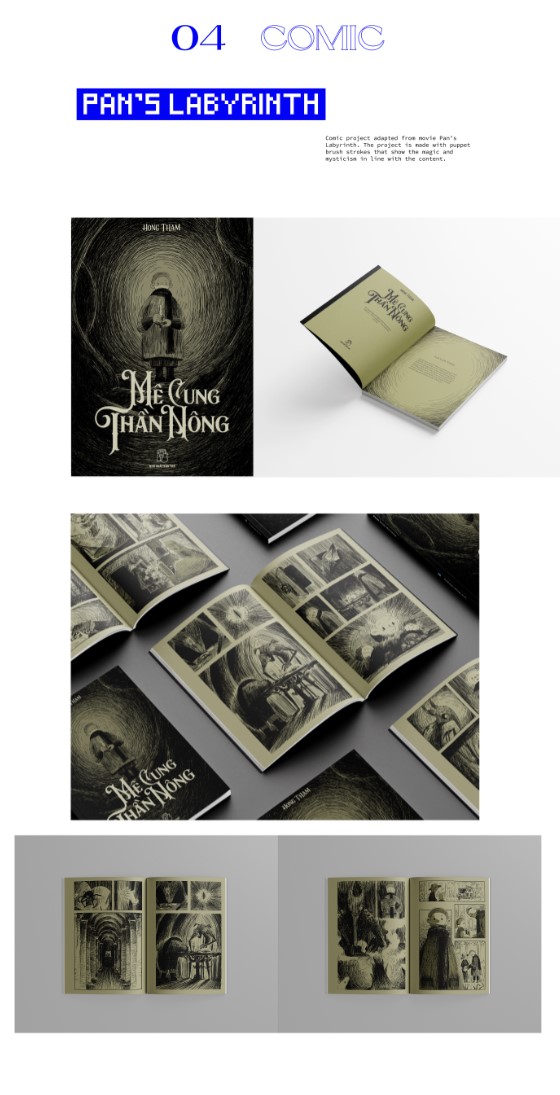 04 COMIC
PAN'S LABYRINTH
Comic project adapted from movie Pan's
Labyrinth. The project is made with puppet
brush strokes that show the magic and
mysticism in line with the content.
HỒNG THẮM
MÊ CUNG
THẦN NÔNG
MÊ CUNG
THẦN NÔNG
MÊ CUNG
THẦN NÔNG